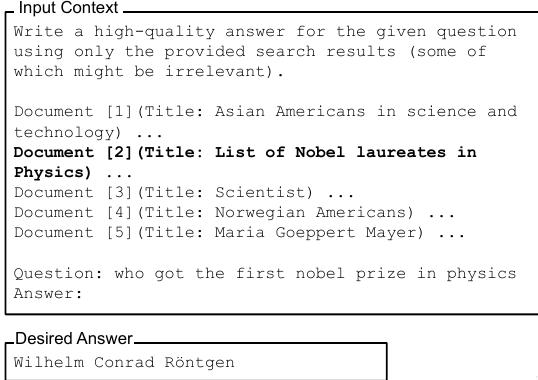 Input Context
Write a high-quality answer for the given question
using only the provided search results (some of
which might be irrelevant).
Document [1](Title: Asian Americans in science and
technology) ...
Document [2](Title: List of Nobel laureates in
Physics) ...
Document [3](Title: Scientist) ...
Document [4](Title: Norwegian Americans) ...
Document [5](Title: Maria Goeppert Mayer) ...
Question: who got the first nobel prize in physics
Answer:
Desired Answer
Wilhelm Conrad Röntgen